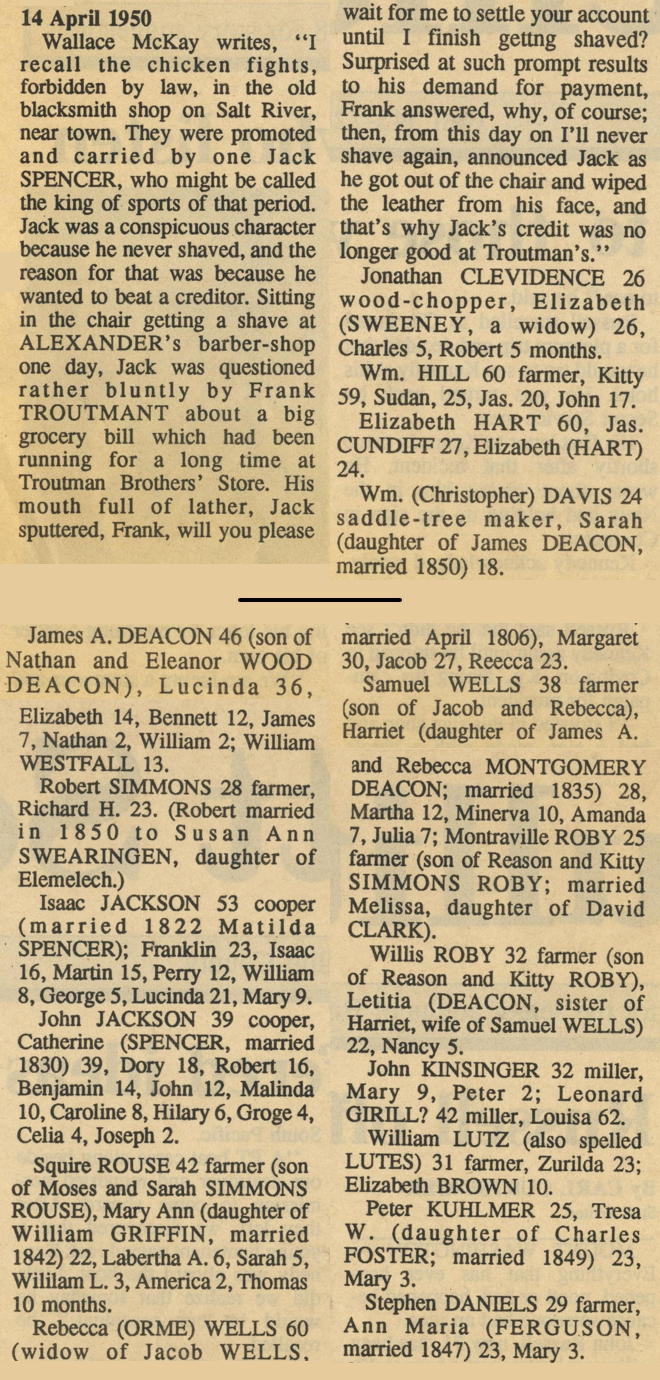 14 April 1950
Wallace McKay writes, “I
recall the chicken fights,
forbidden by law, in the old
blacksmith shop on Salt River,
near town. They were promoted
and carried by one Jack
SPENCER, who might be called
the king of sports of that period.
Jack was a conspicuous character
because he never shaved, and the
reason for that was because he
wanted to beat a creditor. Sitting
in the chair getting a shave at
ALEXANDER's barber-shop
one day, Jack was questioned
rather bluntly by Frank
TROUTMANT about a big
grocery bill which had been
running for a long time at
Troutman Brothers' Store. His
mouth full of lather, Jack
sputtered, Frank, will you please
wait for me to settle your account
until I finish gettng shaved?
Surprised at such prompt results
to his demand for payment,
Frank answered, why, of course;
then, from this day on I'll never
shave again, announced Jack as
he got out of the chair and wiped
the leather from his face, and
that's why Jack's credit was no
longer good at Troutman's.”
Jonathan CLEVIDENCE 26
wood-chopper, Elizabeth
(SWEENEY, a widow) 26,
Charles 5, Robert 5 months.
Wm. HILL 60 farmer, Kitty
59, Sudan, 25, Jas. 20, John 17.
Elizabeth HART 60, Jas.
CUNDIFF 27, Elizabeth (HART)
24.
Wm. (Christopher) DAVIS 24
saddle-tree maker, Sarah
(daughter of James DEACON,
married 1850) 18.
James A. DEACON 46 (son of
Nathan and Eleanor WOOD
DEACON), Lucinda 36,
Elizabeth 14, Bennett 12, James
7, Nathan 2, William 2; William
WESTFALL 13.
Robert SIMMONS 28 farmer,
Richard H. 23. (Robert married
in 1850 to Susan Ann
SWEARINGEN, daughter of
Elemelech.)
Isaac JACKSON 53 cooper
(married 1822 Matilda
SPENCER); Franklin 23, Isaac
16, Martin 15, Perry 12, William
8, George 5, Lucinda 21, Mary 9.
John JACKSON 39 cooper,
Catherine (SPENCER, married
1830) 39, Dory 18, Robert 16,
Benjamin 14, John 12, Malinda
10, Caroline 8, Hilary 6, Groge 4,
Celia 4, Joseph 2.
Squire ROUSE 42 farmer (son
of Moses and Sarah SIMMONS
ROUSE), Mary Ann (daughter of
William GRIFFIN, married
1842) 22, Labertha A. 6, Sarah 5,
Wililam L. 3, America 2, Thomas
10 months.
Rebecca (ORME) WELLS 60
(widow of Jacob WELLS,
married April 1806), Margaret
30, Jacob 27, Reecca 23.
Samuel WELLS 38 farmer
(son of Jacob and Rebecca),
Harriet (daughter of James A.
and Rebecca MONTGOMERY
DEACON; married 1835) 28,
Martha 12, Minerva 10, Amanda
7, Julia 7; Montraville ROBY 25
farmer (son of Reason and Kitty
SIMMONS ROBY; married
Melissa, daughter of David
CLARK).
Willis ROBY 32 farmer (son
of Reason and Kitty ROBY),
Letitia (DEACON, sister of
Harriet, wife of Samuel WELLS)
22, Nancy 5.
John KINSINGER 32 miller,
Mary 9, Peter 2; Leonard
GIRILL? 42 miller, Louisa 62.
William LUTZ (also spelled
LUTES) 31 farmer, Zurilda 23;
Elizabeth BROWN 10.
Peter KUHLMER 25, Tresa
W. (daughter of Charles
FOSTER; married 1849) 23,
Mary 3.
Stephen DANIELS 29 farmer,
Ann Maria (FERGUSON,
married 1847) 23, Mary 3.